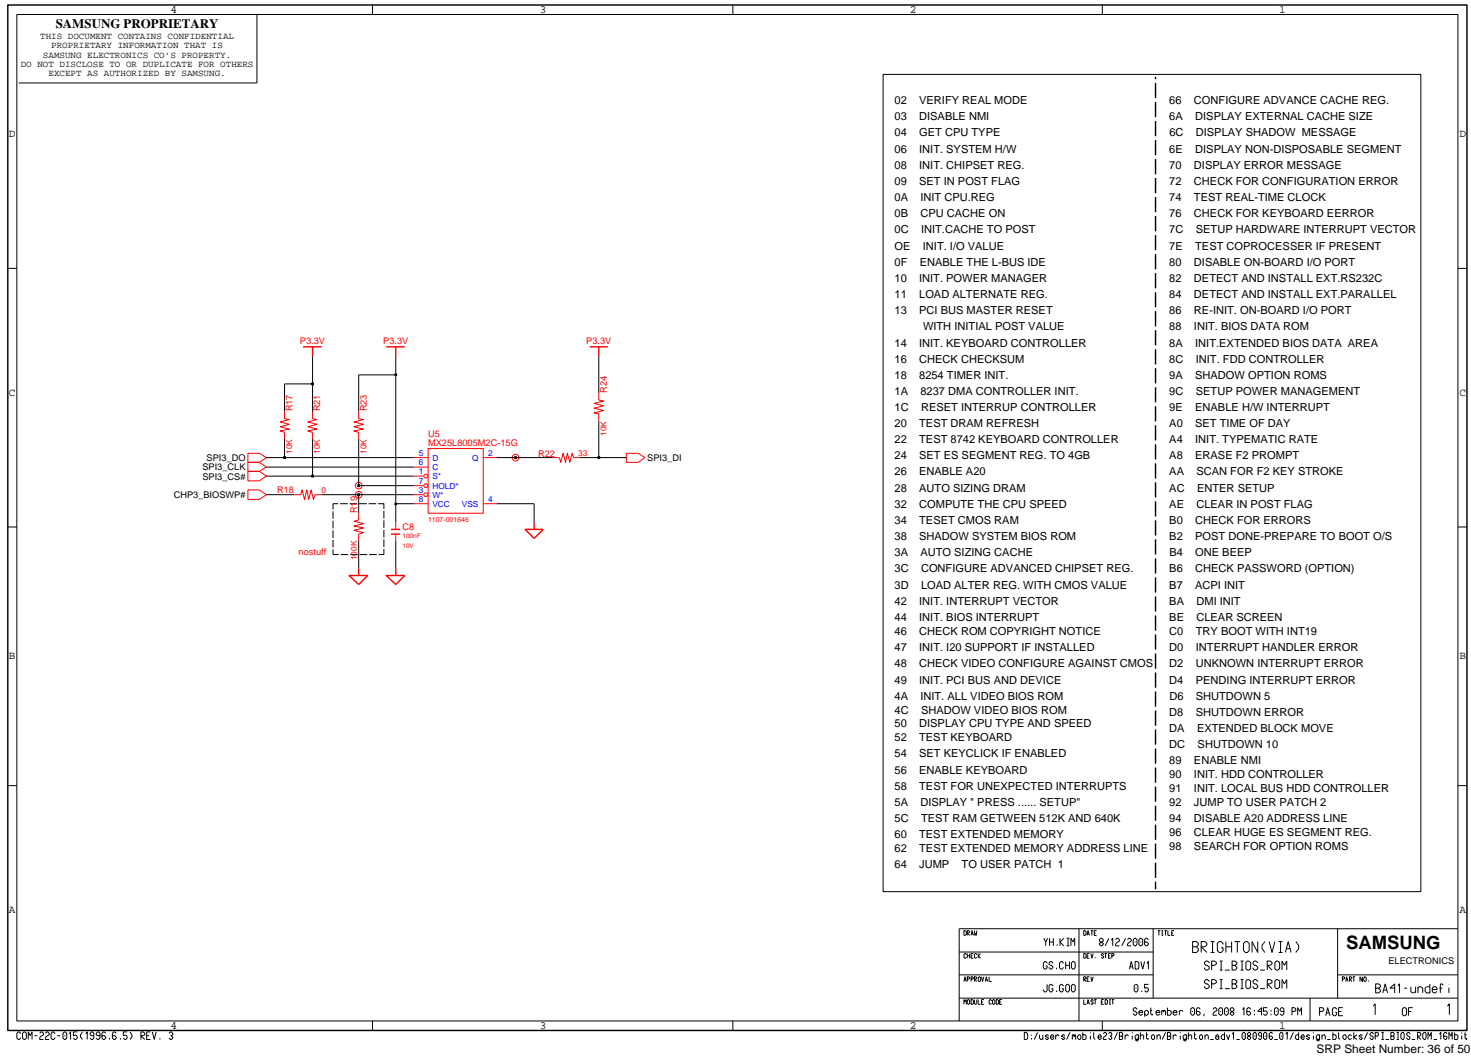 4 3 2 1
SAMSUNG PROPRIETARY
THIS DOCUMENT CONTAINS CONFIDENTIAL
PROPRIETARY INFORMATION THAT IS
SAMSUNG ELECTRONICS CO'S PROPERTY.
DO NOT DISCLOSE TO OR DUPLICATE FOR OTHERS
EXCEPT AS AUTHORIZED BY SAMSUNG.
D D
C C
B B
A A
P3.3V P3.3V P3.3V
R17 R21 R23 R24
10K 10K 10K 10K
U5
MX25L8005M2C-15G
SPI3_DO 5 D Q 2 R22 33 SPI3_DI
SPI3_CLK 6 C
SPI3_CS# 1 S*
7 HOLD*
CHP3_BIOSWP# R18 0 3 W*
8 VCC VSS 4
1107-001646
R19
100K
nostuff
C8
100nF
10V
02 VERIFY REAL MODE
03 DISABLE NMI
04 GET CPU TYPE
06 INIT. SYSTEM H/W
08 INIT. CHIPSET REG.
09 SET IN POST FLAG
0A INIT CPU.REG
0B CPU CACHE ON
0C INIT.CACHE TO POST
OE INIT. I/O VALUE
0F ENABLE THE L-BUS IDE
10 INIT. POWER MANAGER
11 LOAD ALTERNATE REG.
13 PCI BUS MASTER RESET
WITH INITIAL POST VALUE
14 INIT. KEYBOARD CONTROLLER
16 CHECK CHECKSUM
18 8254 TIMER INIT.
1A 8237 DMA CONTROLLER INIT.
1C RESET INTERRUP CONTROLLER
20 TEST DRAM REFRESH
22 TEST 8742 KEYBOARD CONTROLLER
24 SET ES SEGMENT REG. TO 4GB
26 ENABLE A20
28 AUTO SIZING DRAM
32 COMPUTE THE CPU SPEED
34 TESET CMOS RAM
38 SHADOW SYSTEM BIOS ROM
3A AUTO SIZING CACHE
3C CONFIGURE ADVANCED CHIPSET REG.
3D LOAD ALTER REG. WITH CMOS VALUE
42 INIT. INTERRUPT VECTOR
44 INIT. BIOS INTERRUPT
46 CHECK ROM COPYRIGHT NOTICE
47 INIT. I20 SUPPORT IF INSTALLED
48 CHECK VIDEO CONFIGURE AGAINST CMOS
49 INIT. PCI BUS AND DEVICE
4A INIT. ALL VIDEO BIOS ROM
4C SHADOW VIDEO BIOS ROM
50 DISPLAY CPU TYPE AND SPEED
52 TEST KEYBOARD
54 SET KEYCLICK IF ENABLED
56 ENABLE KEYBOARD
58 TEST FOR UNEXPECTED INTERRUPTS
5A DISPLAY " PRESS ...... SETUP"
5C TEST RAM GETWEEN 512K AND 640K
60 TEST EXTENDED MEMORY
62 TEST EXTENDED MEMORY ADDRESS LINE
64 JUMP TO USER PATCH 1
66 CONFIGURE ADVANCE CACHE REG.
6A DISPLAY EXTERNAL CACHE SIZE
6C DISPLAY SHADOW MESSAGE
6E DISPLAY NON-DISPOSABLE SEGMENT
70 DISPLAY ERROR MESSAGE
72 CHECK FOR CONFIGURATION ERROR
74 TEST REAL-TIME CLOCK
76 CHECK FOR KEYBOARD EERROR
7C SETUP HARDWARE INTERRUPT VECTOR
7E TEST COPROCESSER IF PRESENT
80 DISABLE ON-BOARD I/O PORT
82 DETECT AND INSTALL EXT.RS232C
84 DETECT AND INSTALL EXT.PARALLEL
86 RE-INIT. ON-BOARD I/O PORT
88 INIT. BIOS DATA ROM
8A INIT.EXTENDED BIOS DATA AREA
8C INIT. FDD CONTROLLER
9A SHADOW OPTION ROMS
9C SETUP POWER MANAGEMENT
9E ENABLE H/W INTERRUPT
A0 SET TIME OF DAY
A4 INIT. TYPEMATIC RATE
A8 ERASE F2 PROMPT
AA SCAN FOR F2 KEY STROKE
AC ENTER SETUP
AE CLEAR IN POST FLAG
B0 CHECK FOR ERRORS
B2 POST DONE-PREPARE TO BOOT O/S
B4 ONE BEEP
B6 CHECK PASSWORD (OPTION)
B7 ACPI INIT
BA DMI INIT
BE CLEAR SCREEN
C0 TRY BOOT WITH INT19
D0 INTERRUPT HANDLER ERROR
D2 UNKNOWN INTERRUPT ERROR
D4 PENDING INTERRUPT ERROR
D6 SHUTDOWN 5
D8 SHUTDOWN ERROR
DA EXTENDED BLOCK MOVE
DC SHUTDOWN 10
89 ENABLE NMI
90 INIT. HDD CONTROLLER
91 INIT. LOCAL BUS HDD CONTROLLER
92 JUMP TO USER PATCH 2
94 DISABLE A20 ADDRESS LINE
96 CLEAR HUGE ES SEGMENT REG.
98 SEARCH FOR OPTION ROMS
DRAW YH.KIM DATE 8/12/2006 TITLE BRIGHTON(VIA) SAMSUNG
ELECTRONICS
CHECK GS.CHO DEV. STEP ADV1 SPI_BIOS_ROM
APPROVAL JG.GOO REV 0.5 SPI_BIOS_ROM PART NO. BA41-undefi
MODULE CODE LAST EDIT September 06, 2008 16:45:09 PM PAGE 1 OF 1
4 3 2 1
COM-22C-015(1996.6.5) REV. 3
D:/users/mobile23/Brighton/Brighton_adv1_080906_01/design_blocks/SPI_BIOS_ROM_16Mbit
SRP Sheet Number: 36 of 50